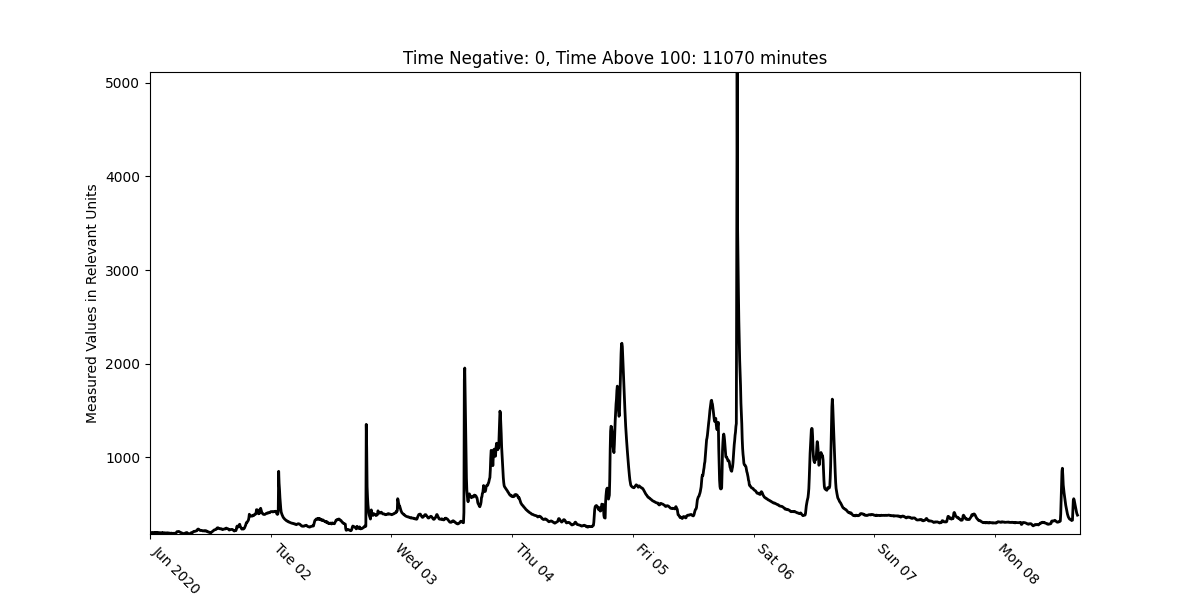 Time Negative: 0, Time Above 100: 11070 minutes
Measured Values in Relevant Units
5000
4000
3000
2000
1000
Jun 2020
Tue 02
Wed 03
Thu 04
Fri 05
Sat 06
Sun 07
Mon 08